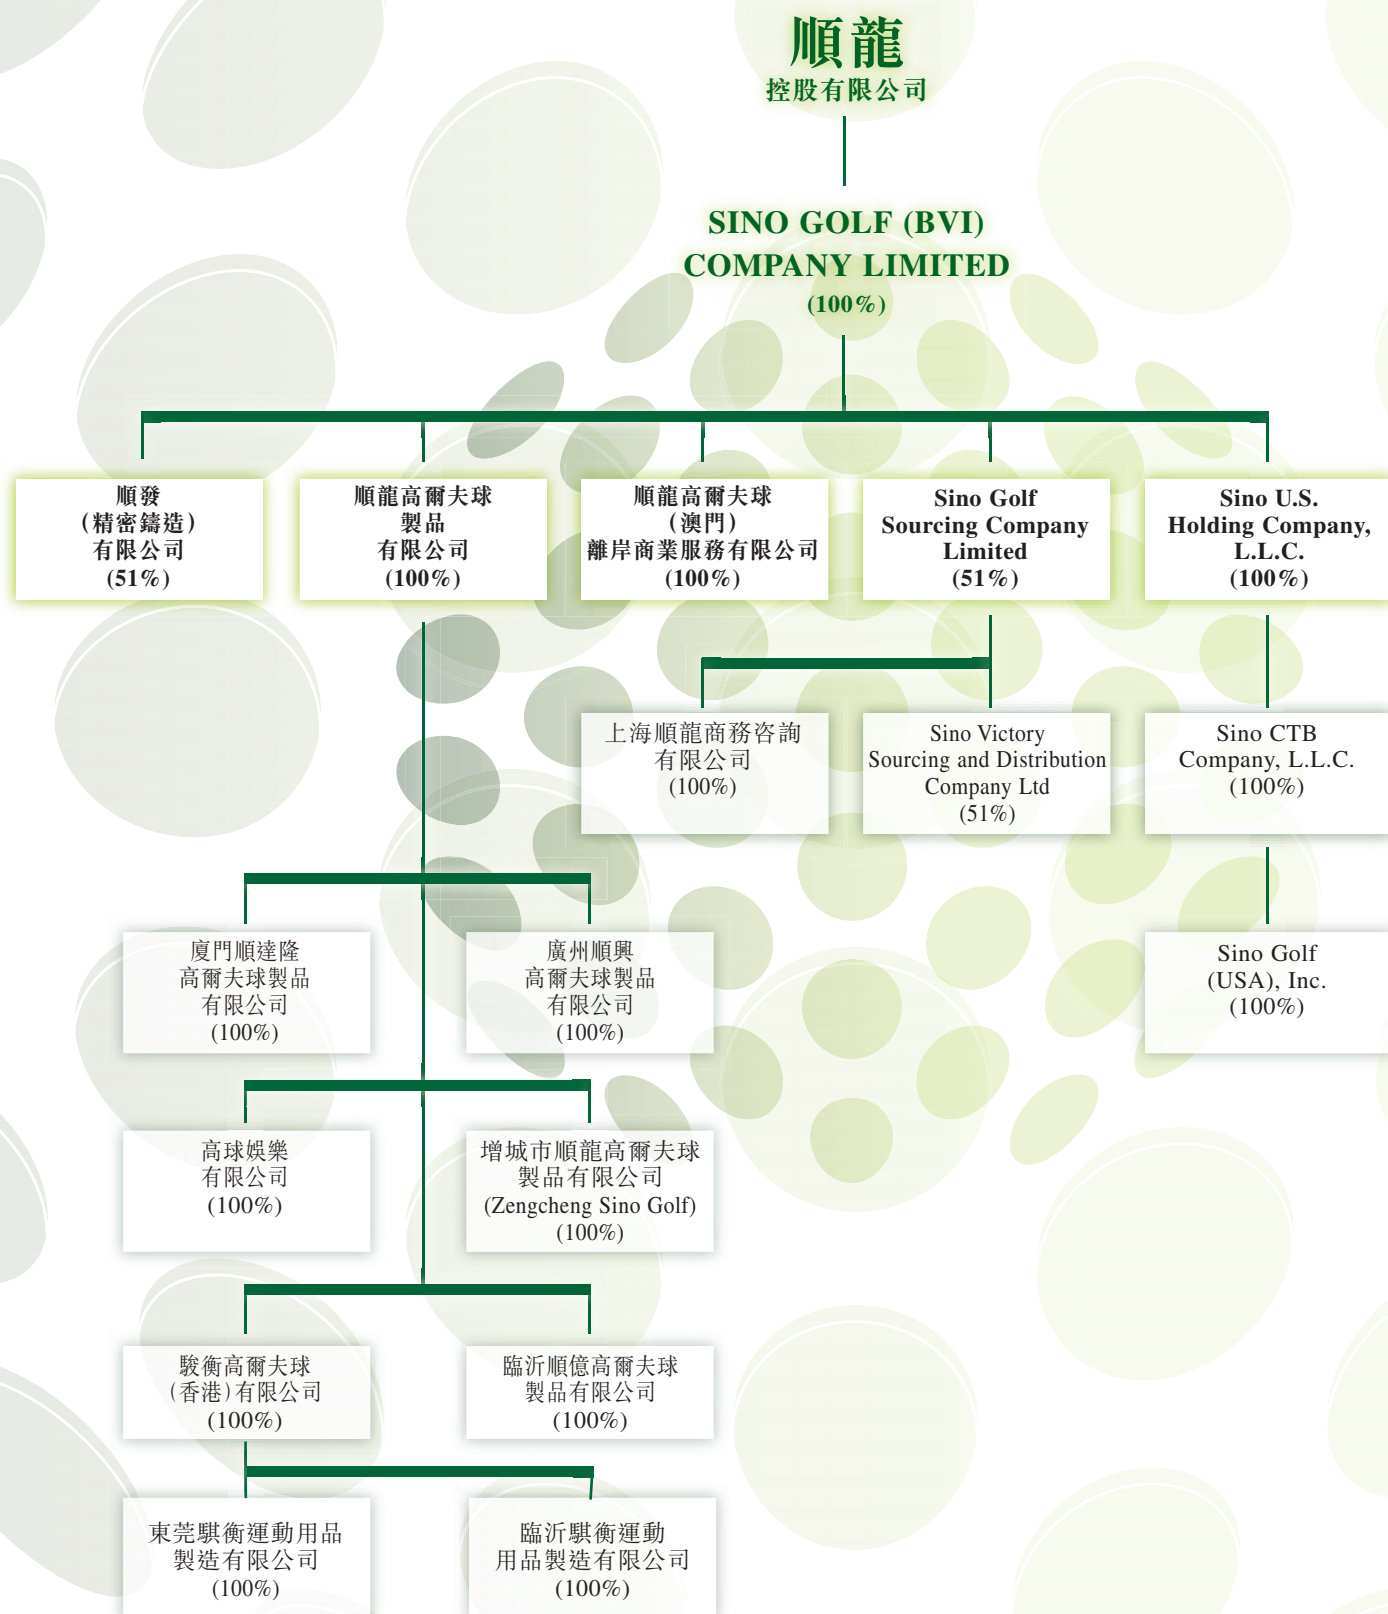 順龍
控股有限公司
SINO GOLF (BVI)
COMPANY LIMITED
(100%)
順發
(精密鑄造)
有限公司
(51%)
順龍高爾夫球
製品
有限公司
(100%)
順龍高爾夫球
(澳門)
離岸商業服務有限公司
(100%)
Sino Golf
Sourcing Company
Limited
(51%)
Sino U.S.
Holding Company,
L.L.C.
(100%)
上海順龍商務咨詢
有限公司
(100%)
Sino Victory
Sourcing and Distribution
Company Ltd
(51%)
Sino CTB
Company, L.L.C.
(100%)
廈門順達隆
高爾夫球製品
有限公司
(100%)
廣州順興
高爾夫球製品
有限公司
(100%)
Sino Golf
(USA), Inc.
(100%)
高球娛樂
有限公司
(100%)
增城市順龍高爾夫球
製品有限公司
(Zengcheng Sino Golf)
(100%)
駿衡高爾夫球
(香港)有限公司
(100%)
臨沂順億高爾夫球
製品有限公司
(100%)
東莞騏衡運動用品
製造有限公司
(100%)
臨沂騏衡運動
用品製造有限公司
(100%)